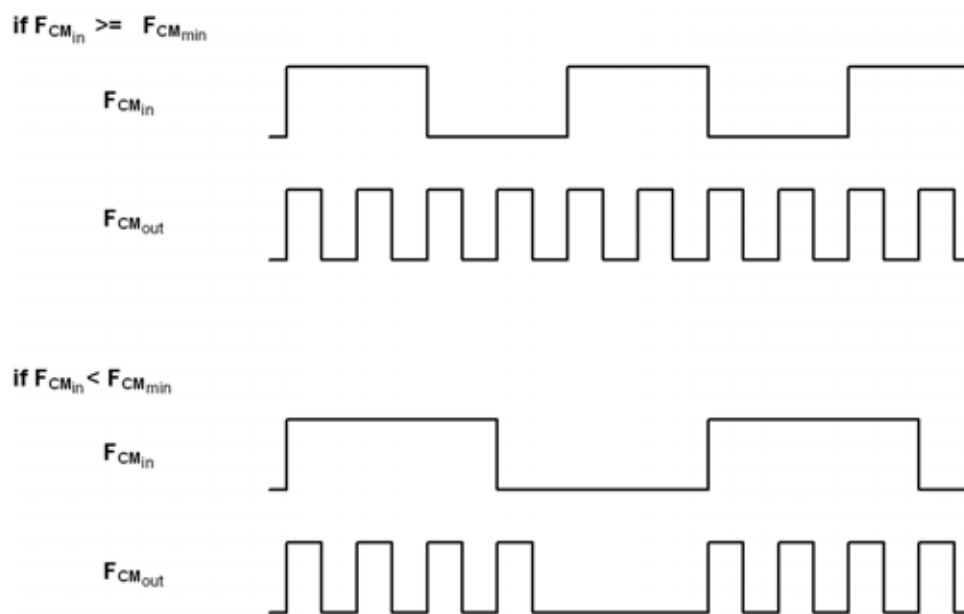 if FCMin >= FCMmin
FCMin
FCMout
if FCMin < FCMmin
FCMin
FCMout